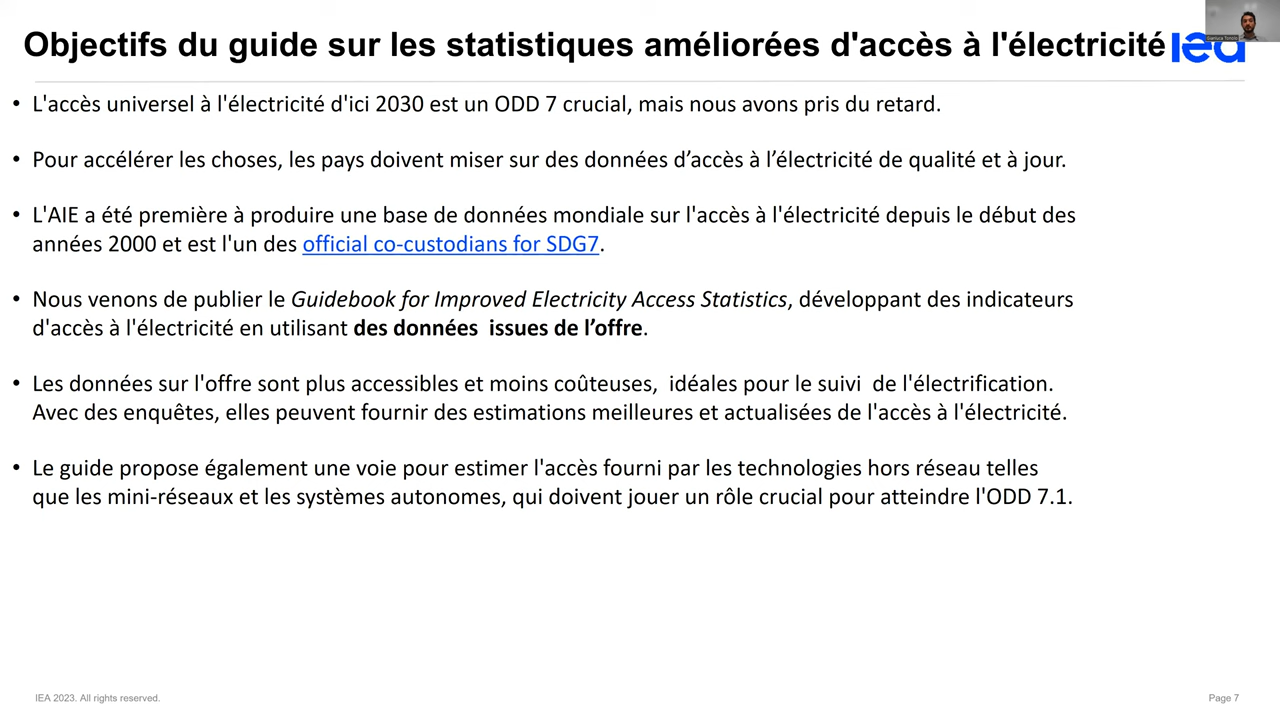 Objectifs du guide sur les statistiques améliorées d'accès à l'électricité
iea
• L'accès universel à l'électricité d'ici 2030 est un ODD 7 crucial, mais nous avons pris du retard.
• Pour accélérer les choses, les pays doivent miser sur des données d’accès à l’électricité de qualité et à jour.
• L'AIE a été première à produire une base de données mondiale sur l'accès à l'électricité depuis le début des
années 2000 et est l'un des official co-custodians for SDG7.
• Nous venons de publier le Guidebook for Improved Electricity Access Statistics, développant des indicateurs
d'accès à l'électricité en utilisant des données  issues de l’offre.
• Les données sur l'offre sont plus accessibles et moins coûteuses,  idéales pour le suivi  de l'électrification.
Avec des enquêtes, elles peuvent fournir des estimations meilleures et actualisées de l'accès à l'électricité.
• Le guide propose également une voie pour estimer l'accès fourni par les technologies hors réseau telles
que les mini-réseaux et les systèmes autonomes, qui doivent jouer un rôle crucial pour atteindre l'ODD 7.1.
IEA 2023. All rights reserved.
Page 7